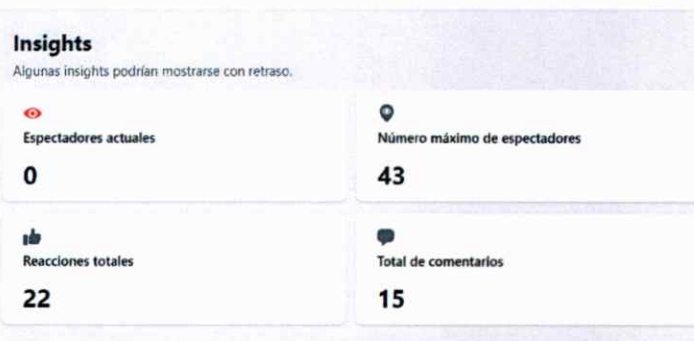 Insights
Algunas insights podrían mostrarse con retraso.
Espectadores actuales
0
Número máximo de espectadores
43
Reacciones totales
22
Total de comentarios
15